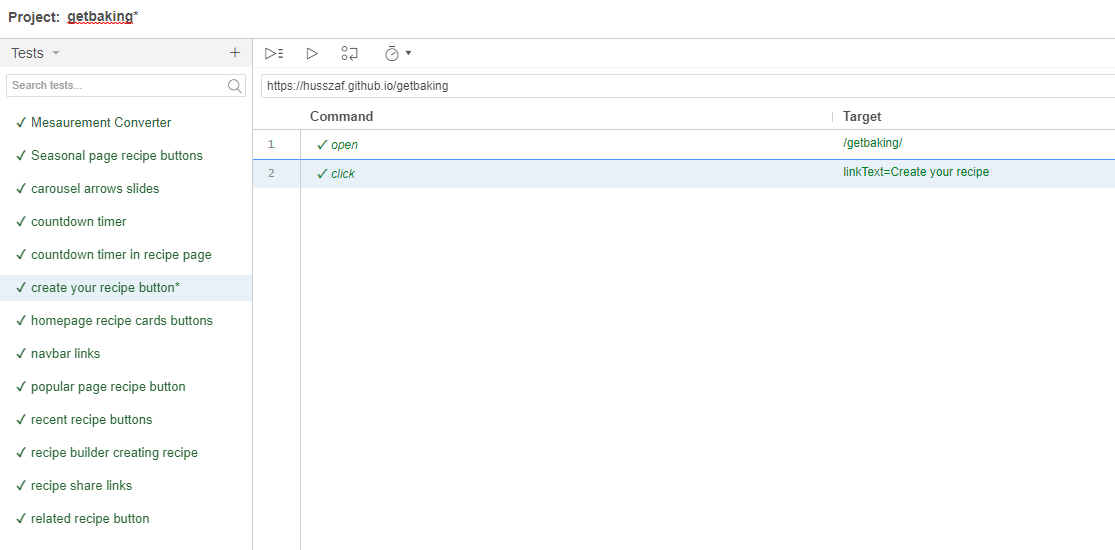 Project: getbaking*
Tests
Search tests...
✓ Mesaurement Converter
✓ Seasonal page recipe buttons
✓ carousel arrows slides
✓ countdown timer
✓ countdown timer in recipe page
✓ create your recipe button*
✓ homepage recipe cards buttons
✓ navbar links
✓ popular page recipe button
✓ recent recipe buttons
✓ recipe builder creating recipe
✓ recipe share links
✓ related recipe button
https://husszaf.github.io/getbaking
Command Target
1 ✓ open /getbaking/
2 ✓ click linkText=Create your recipe